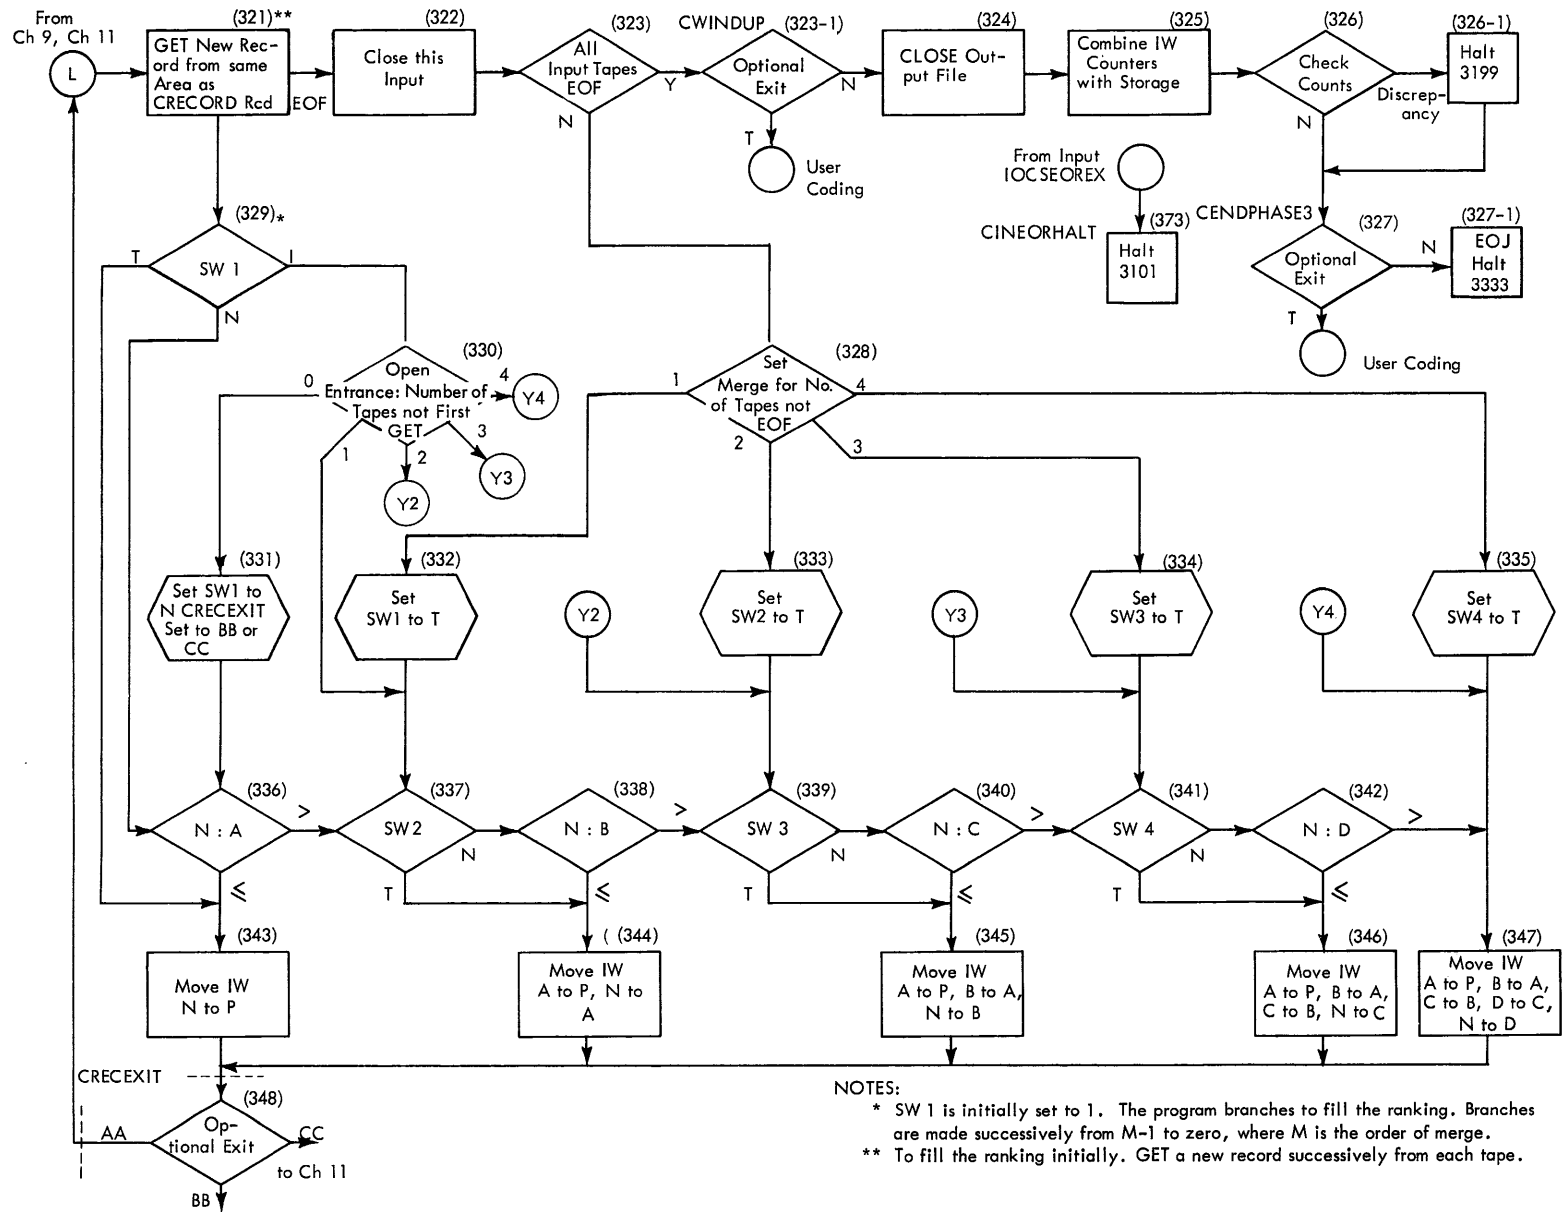 From
Ch 9, Ch 11
L
(321)**
GET New Rec-
ord from same
Area as
CRECORD Rcd
EOF
(322)
Close this
Input
(323)
All
Input Tapes
EOF
Y
N
CWINDUP
(323-1)
Optional
Exit
N
T
User
Coding
(324)
CLOSE Out-
put File
(325)
Combine IW
Counters
with Storage
(326)
Check
Counts
Discrep-
ancy
N
(326-1)
Halt
3199
From Input
IOCSEOREX
CINEORHALT
(373)
Halt
3101
CENDPHASE3
(327)
Optional
Exit
N
T
User Coding
(327-1)
EOJ
Halt
3333
(329)*
SW 1
T
I
N
(330)
Open
Entrance: Number of
Tapes not First
GET
0
1
2
3
4
Y4
Y3
Y2
(328)
Set
Merge for No.
of Tapes not
EOF
1
2
3
4
(331)
Set SW1 to
N CRECEXIT
Set to BB or
CC
(332)
Set
SW1 to T
Y2
(333)
Set
SW2 to T
Y3
(334)
Set
SW3 to T
Y4
(335)
Set
SW4 to T
(336)
N : A
>
≤
(337)
SW 2
N
T
(338)
N : B
>
≤
(339)
SW 3
N
T
(340)
N : C
>
≤
(341)
SW 4
N
T
(342)
N : D
>
≤
(343)
Move IW
N to P
( (344)
Move IW
A to P, N to
A
(345)
Move IW
A to P, B to A,
N to B
(346)
Move IW
A to P, B to A,
C to B, N to C
(347)
Move IW
A to P, B to A,
C to B, D to C,
N to D
CRECEXIT
(348)
Op-
tional Exit
AA
CC
to Ch 11
BB
NOTES:
* SW 1 is initially set to 1. The program branches to fill the ranking. Branches
are made successively from M-1 to zero, where M is the order of merge.
** To fill the ranking initially. GET a new record successively from each tape.